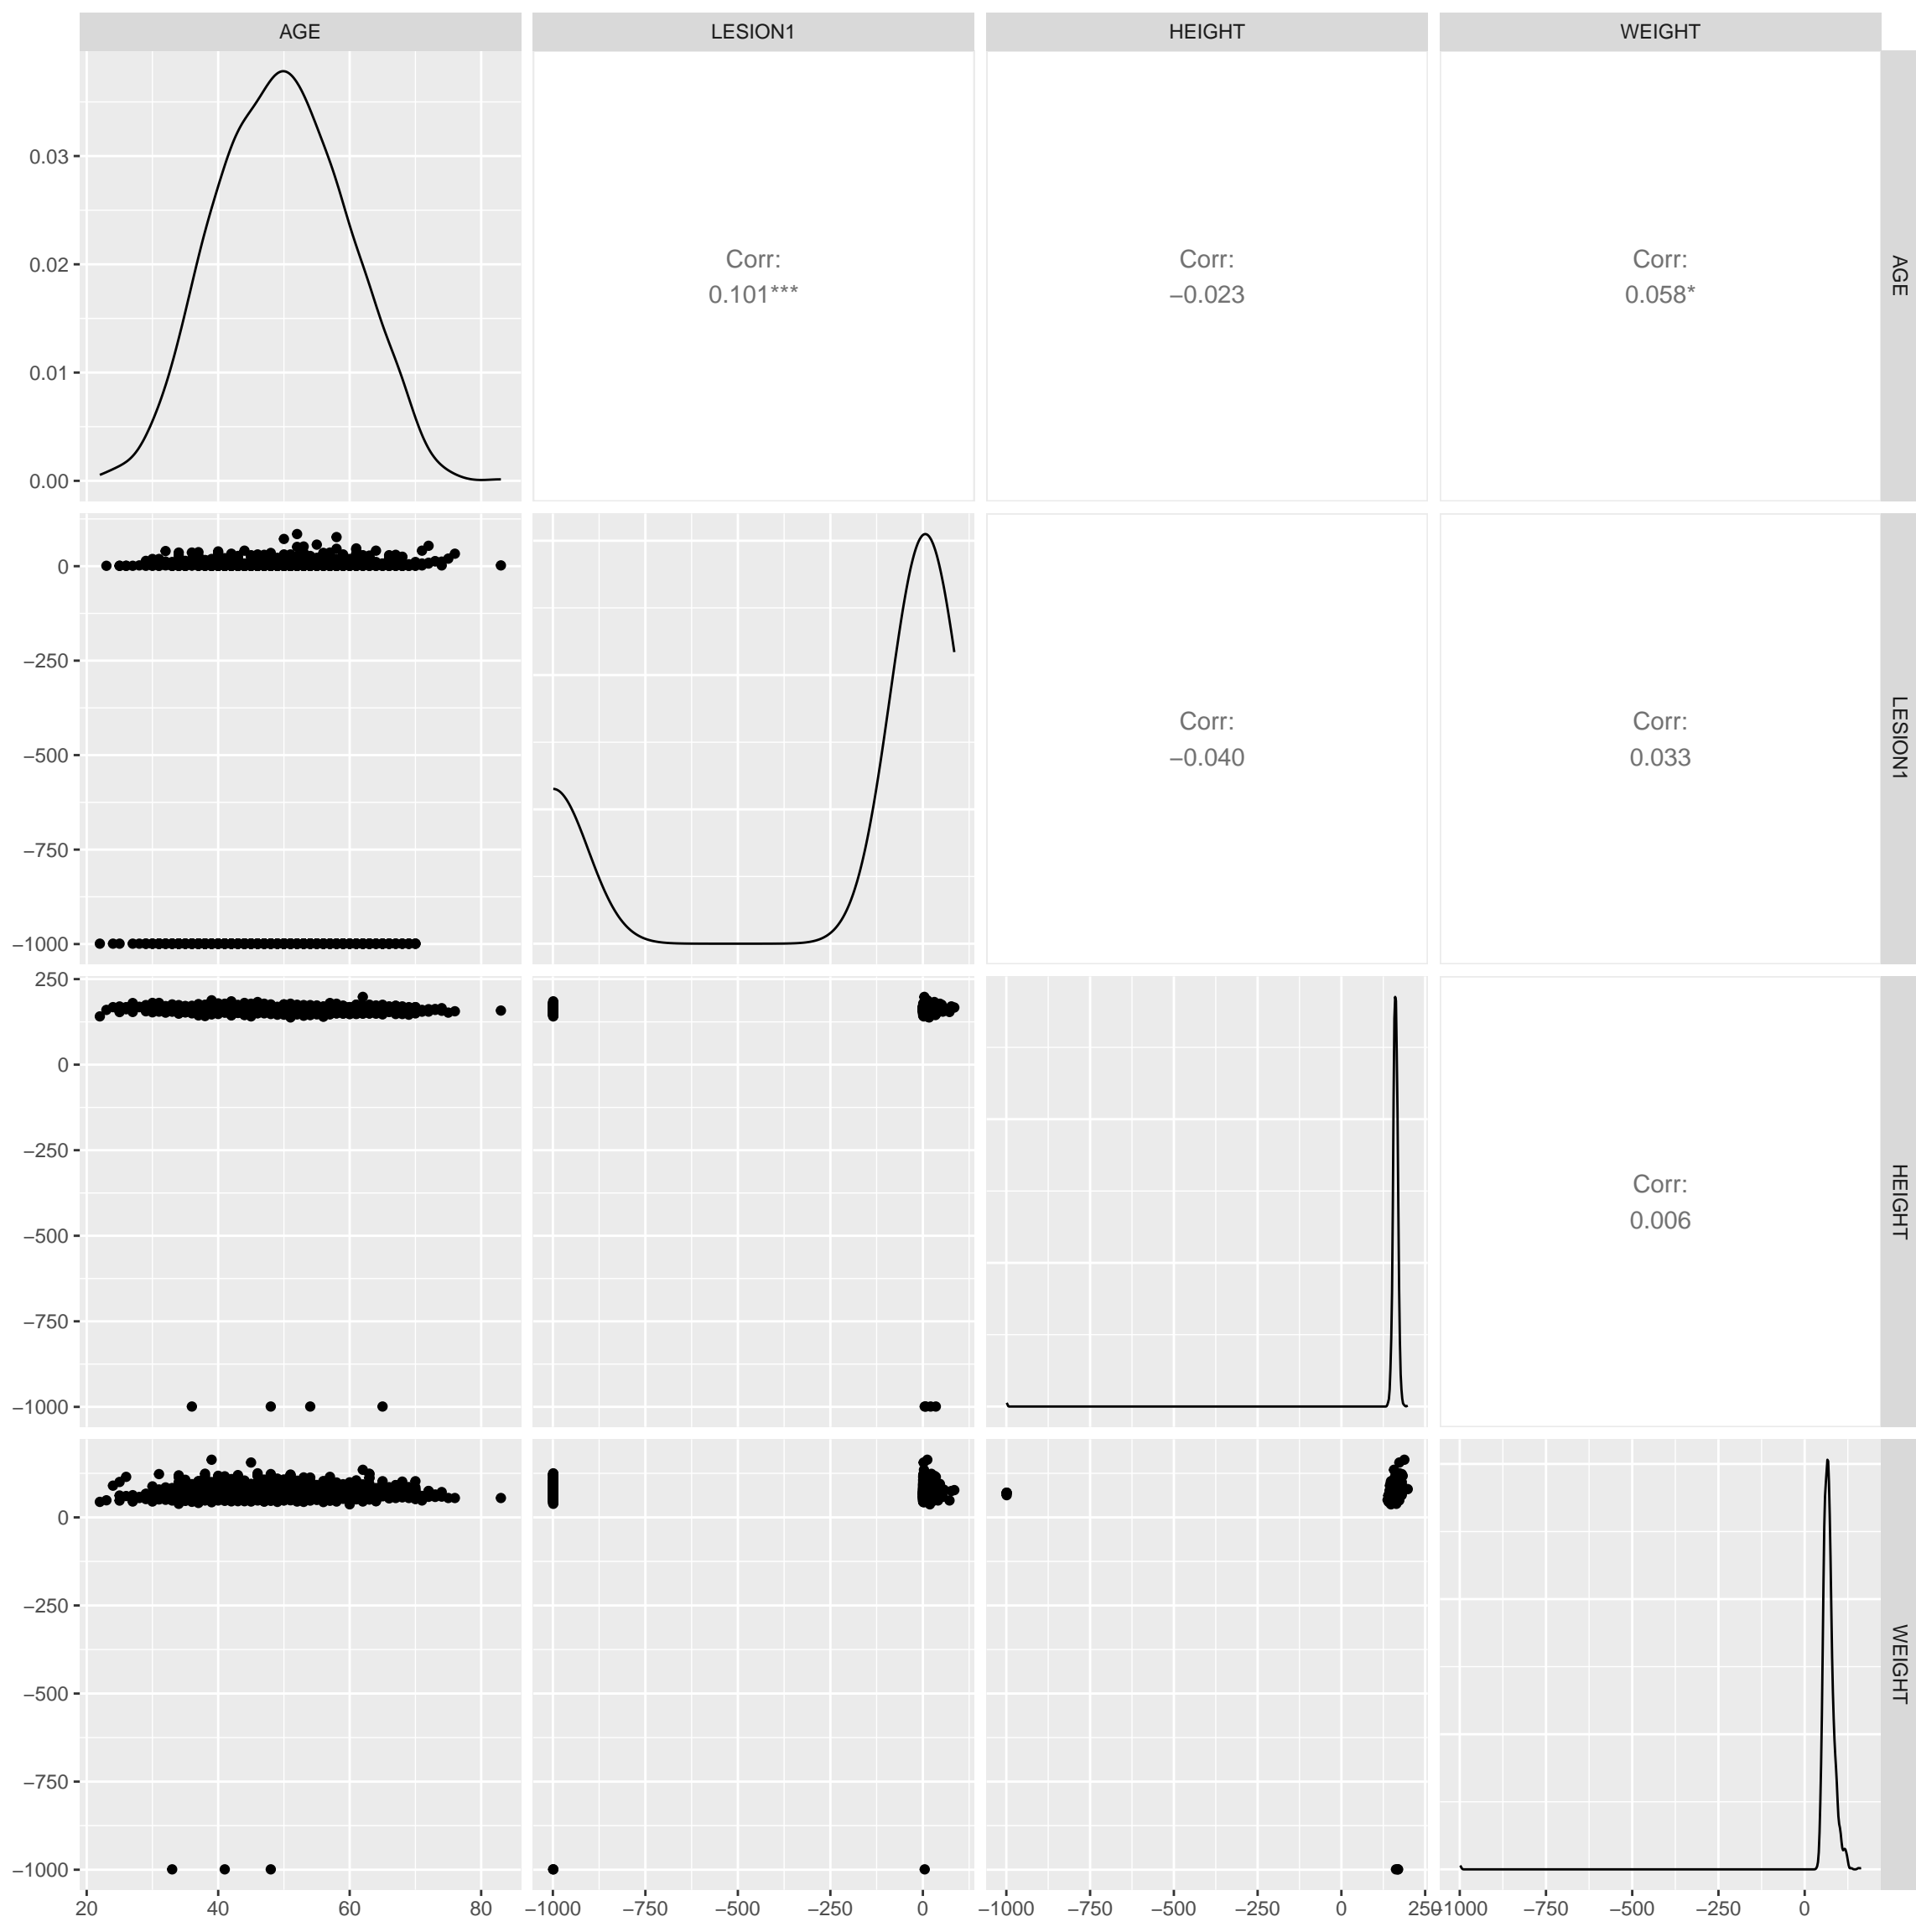 AGE LESION1 HEIGHT WEIGHT
0.03
0.02
0.01
0.00
Corr:
0.101***
Corr:
−0.023
Corr:
0.058*
AGE
0
−250
−500
−750
−1000
Corr:
−0.040
Corr:
0.033
LESION1
250
0
−250
−500
−750
−1000
Corr:
0.006
HEIGHT
0
−250
−500
−750
−1000
WEIGHT
20 40 60 80 −1000 −750 −500 −250 0 −1000 −750 −500 −250 0 250 −1000 −750 −500 −250 0